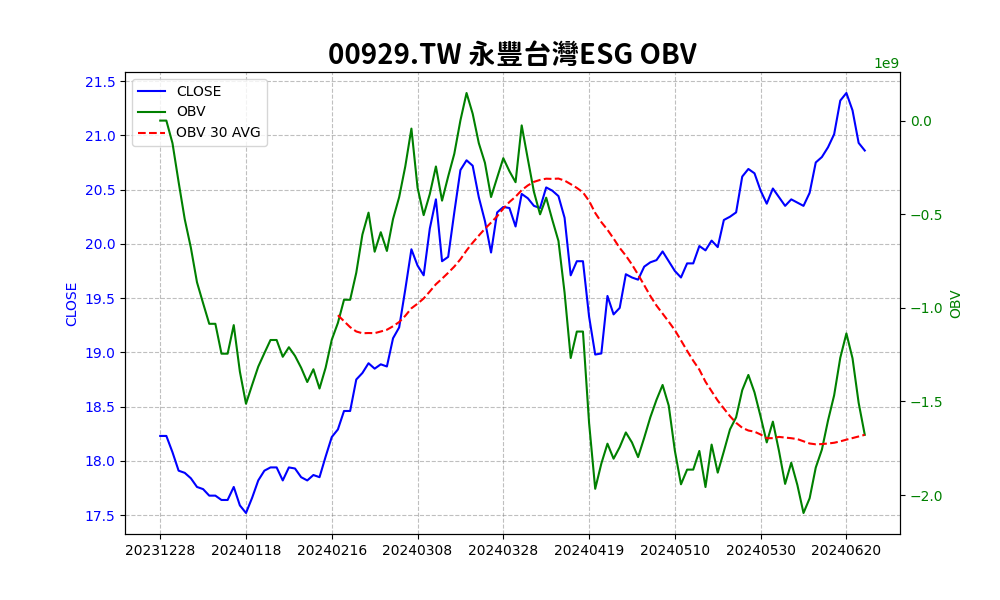 00929.TW 永豐台灣ESG OBV
1e9
CLOSE
OBV
OBV 30 AVG
21.5
21.0
20.5
20.0
19.5
19.0
18.5
18.0
17.5
CLOSE
0.0
−0.5
−1.0
−1.5
−2.0
OBV
20231228 20240118 20240216 20240308 20240328 20240419 20240510 20240530 20240620